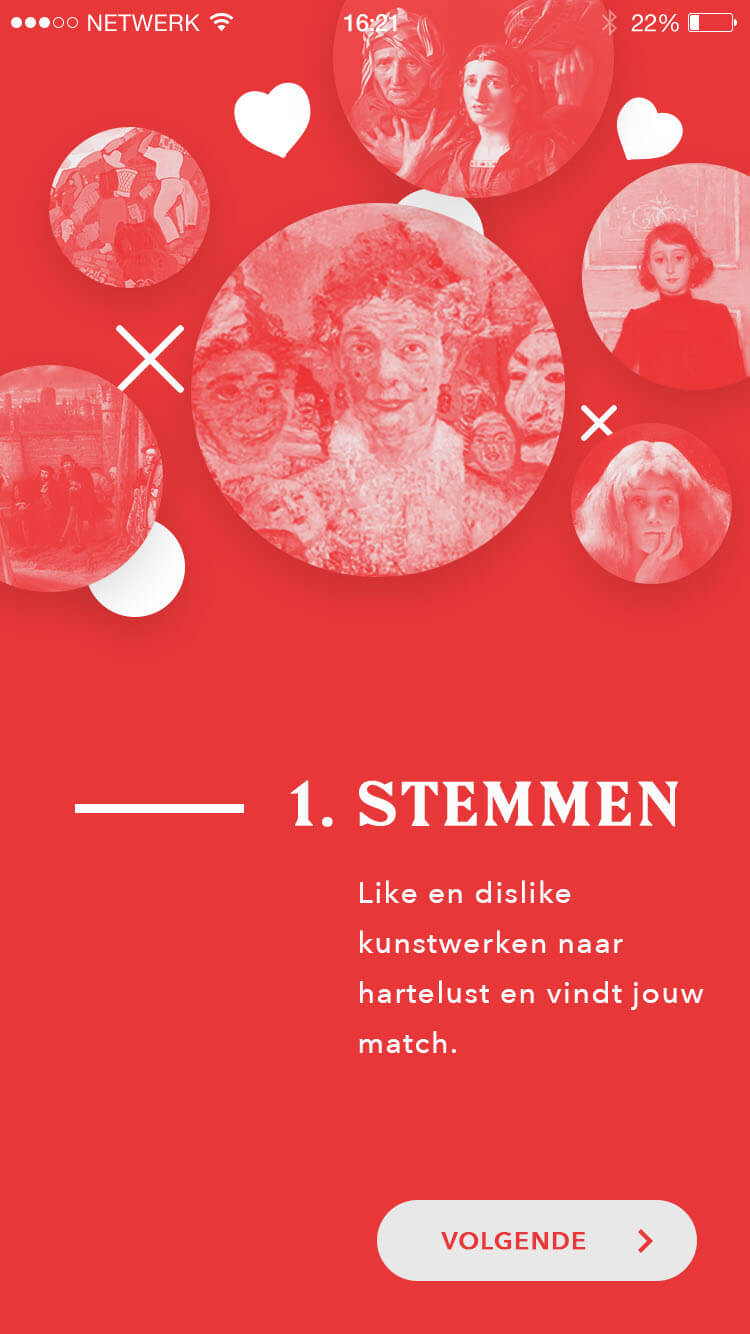 NETWERK 16:21 22%
1. STEMMEN
Like en dislike
kunstwerken naar
hartelust en vindt jouw
match.
VOLGENDE